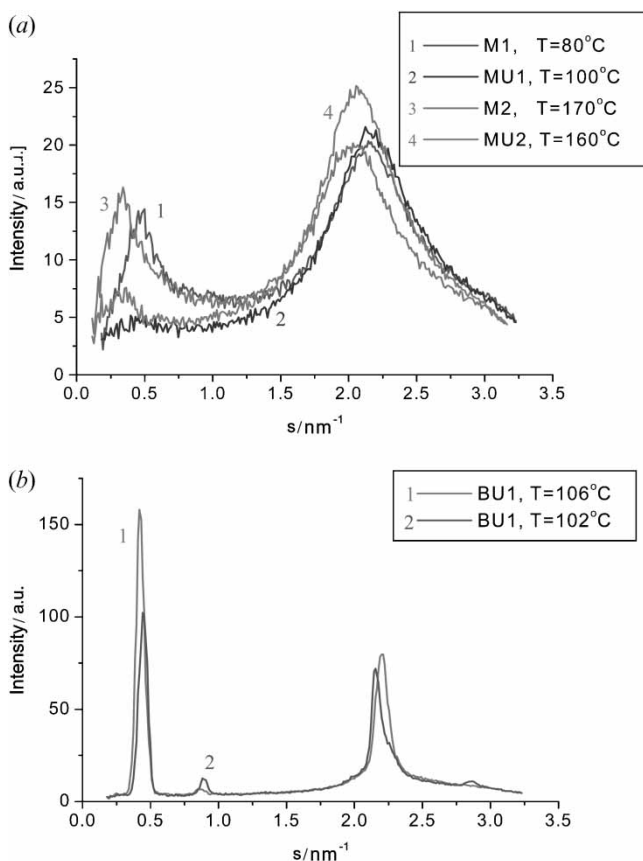 (a)
1 M1, T=80°C
2 MU1, T=100°C
3 M2, T=170°C
4 MU2, T=160°C
25
20
15
10
5
0
Intensity/ a.u.J.]
3
1
4
2
0.0 0.5 1.0 1.5 2.0 2.5 3.0 3.5
s/nm⁻¹
(b)
1 BU1, T=106°C
2 BU1, T=102°C
150
100
50
0
Intensity/ a.u.
1
2
0.0 0.5 1.0 1.5 2.0 2.5 3.0 3.5
s/nm⁻¹